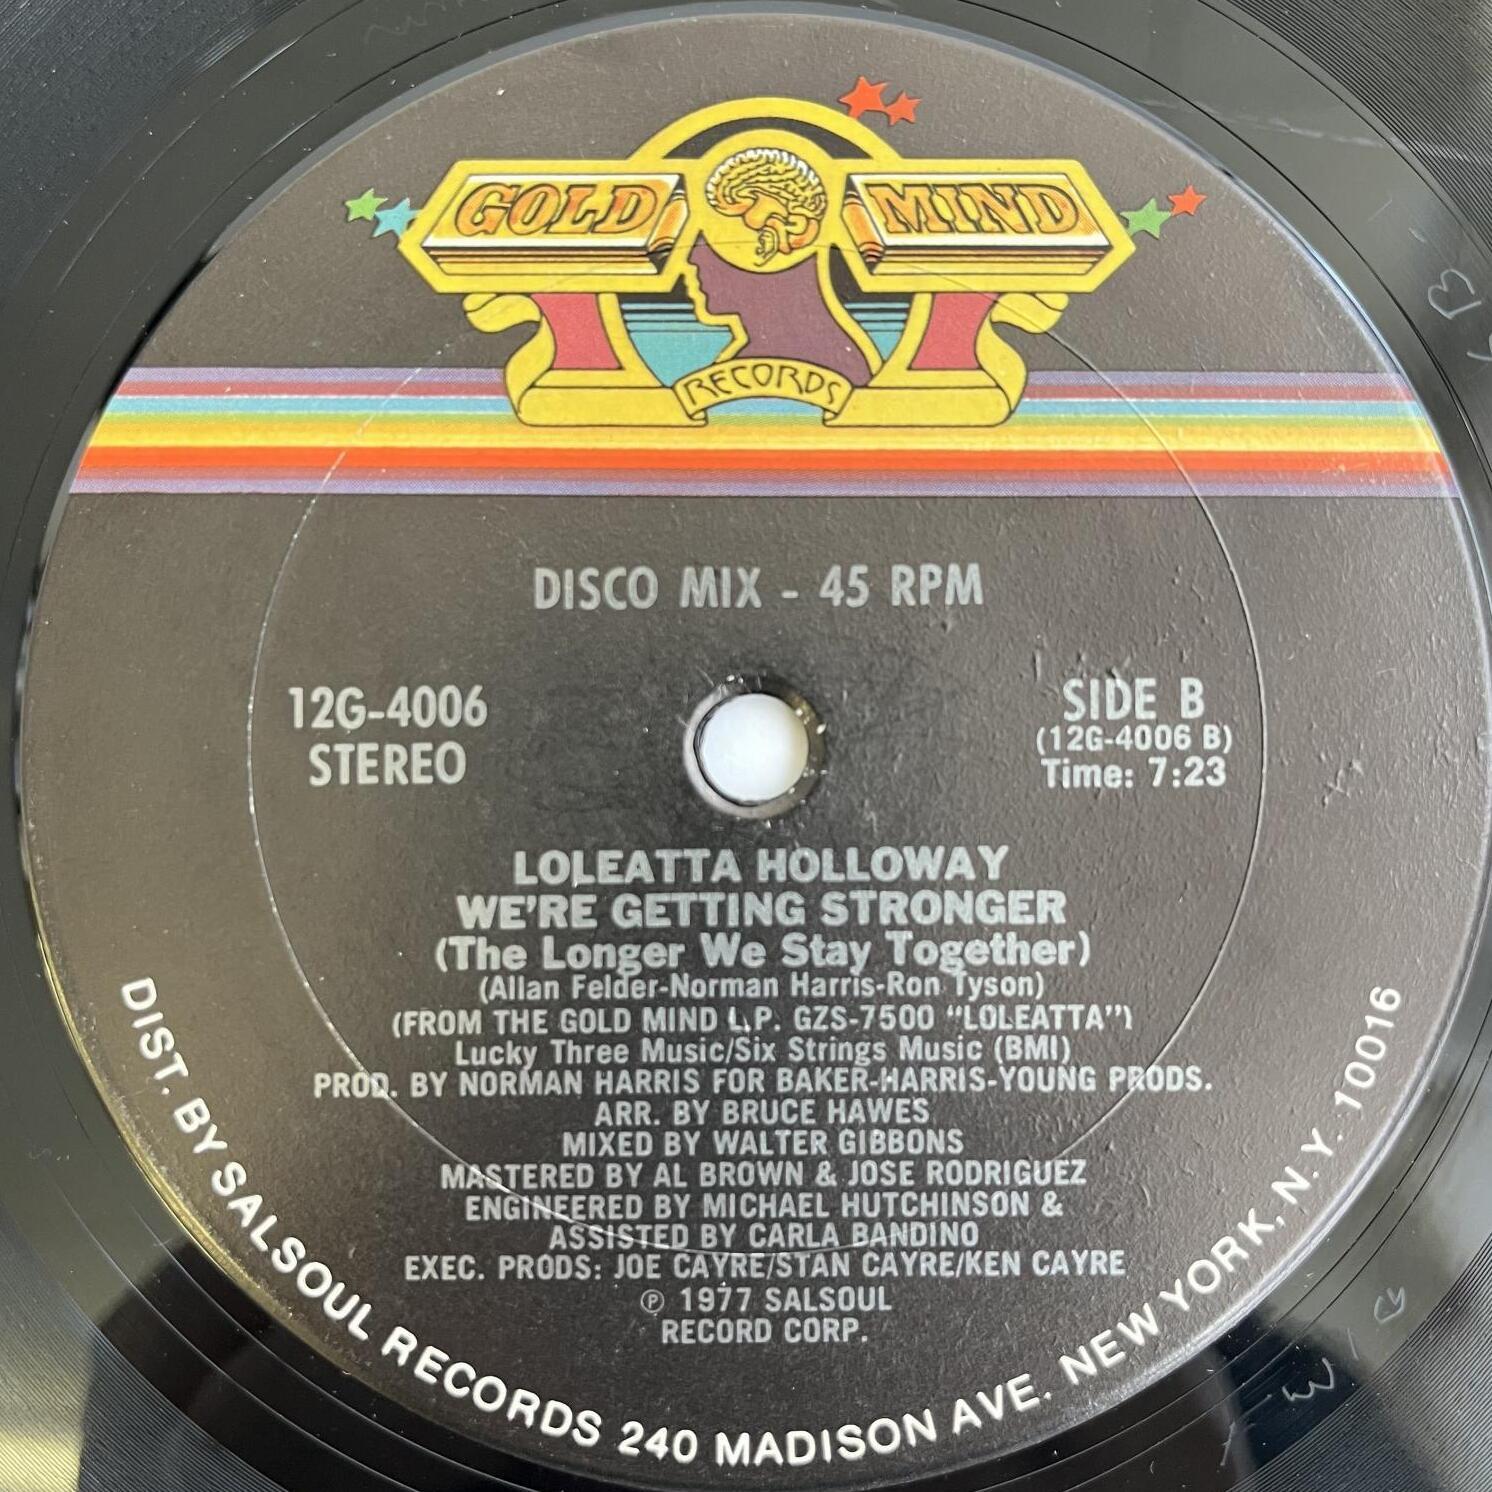 GOLD MIND
RECORDS
DISCO MIX - 45 RPM
12G-4006
STEREO
SIDE B
(12G-4006 B)
Time: 7:23
LOLEATTA HOLLOWAY
WE'RE GETTING STRONGER
(The Longer We Stay Together)
(Allan Felder-Norman Harris-Ron Tyson)
(FROM THE GOLD MIND L.P. GZS-7500 "LOLEATTA")
Lucky Three Music/Six Strings Music (BMI)
PROD. BY NORMAN HARRIS FOR BAKER-HARRIS-YOUNG PRODS.
ARR. BY BRUCE HAWES
MIXED BY WALTER GIBBONS
MASTERED BY AL BROWN & JOSE RODRIGUEZ
ENGINEERED BY MICHAEL HUTCHINSON &
ASSISTED BY CARLA BANDINO
EXEC. PRODS: JOE CAYRE/STAN CAYRE/KEN CAYRE
℗ 1977 SALSOUL
RECORD CORP.
DIST. BY SALSOUL RECORDS 240 MADISON AVE. NEW YORK, N.Y. 10016